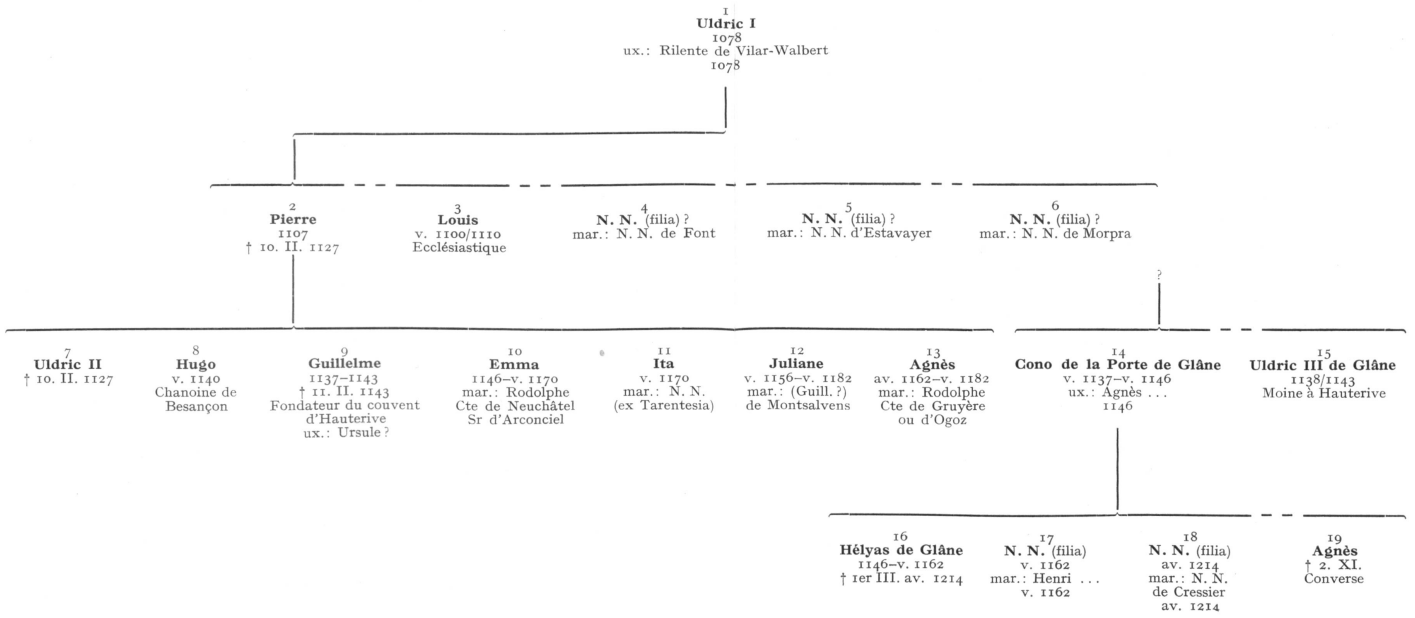 1
Uldric I
1078
ux.: Rilente de Vilar-Walbert
1078
2
Pierre
1107
† 10. II. 1127
3
Louis
v. 1100/1110
Ecclésiastique
4
N. N. (filia) ?
mar.: N. N. de Font
5
N. N. (filia) ?
mar.: N. N. d'Estavayer
6
N. N. (filia) ?
mar.: N. N. de Morpra
?
7
Uldric II
† 10. II. 1127
8
Hugo
v. 1140
Chanoine de
Besançon
9
Guillelme
1137–1143
† 11. II. 1143
Fondateur du couvent
d'Hauterive
ux.: Ursule ?
10
Emma
1146–v. 1170
mar.: Rodolphe
Cte de Neuchâtel
Sr d'Arconciel
11
Ita
v. 1170
mar.: N. N.
(ex Tarentesia)
12
Juliane
v. 1156–v. 1182
mar.: (Guill. ?)
de Montsalvens
13
Agnès
av. 1162–v. 1182
mar.: Rodolphe
Cte de Gruyère
ou d'Ogoz
14
Cono de la Porte de Glâne
v. 1137–v. 1146
ux.: Agnès ...
1146
15
Uldric III de Glâne
1138/1143
Moine à Hauterive
16
Hélyas de Glâne
1146–v. 1162
† 1er III. av. 1214
17
N. N. (filia)
v. 1162
mar.: Henri ...
v. 1162
18
N. N. (filia)
av. 1214
mar.: N. N.
de Cressier
av. 1214
19
Agnès
† 2. XI.
Converse